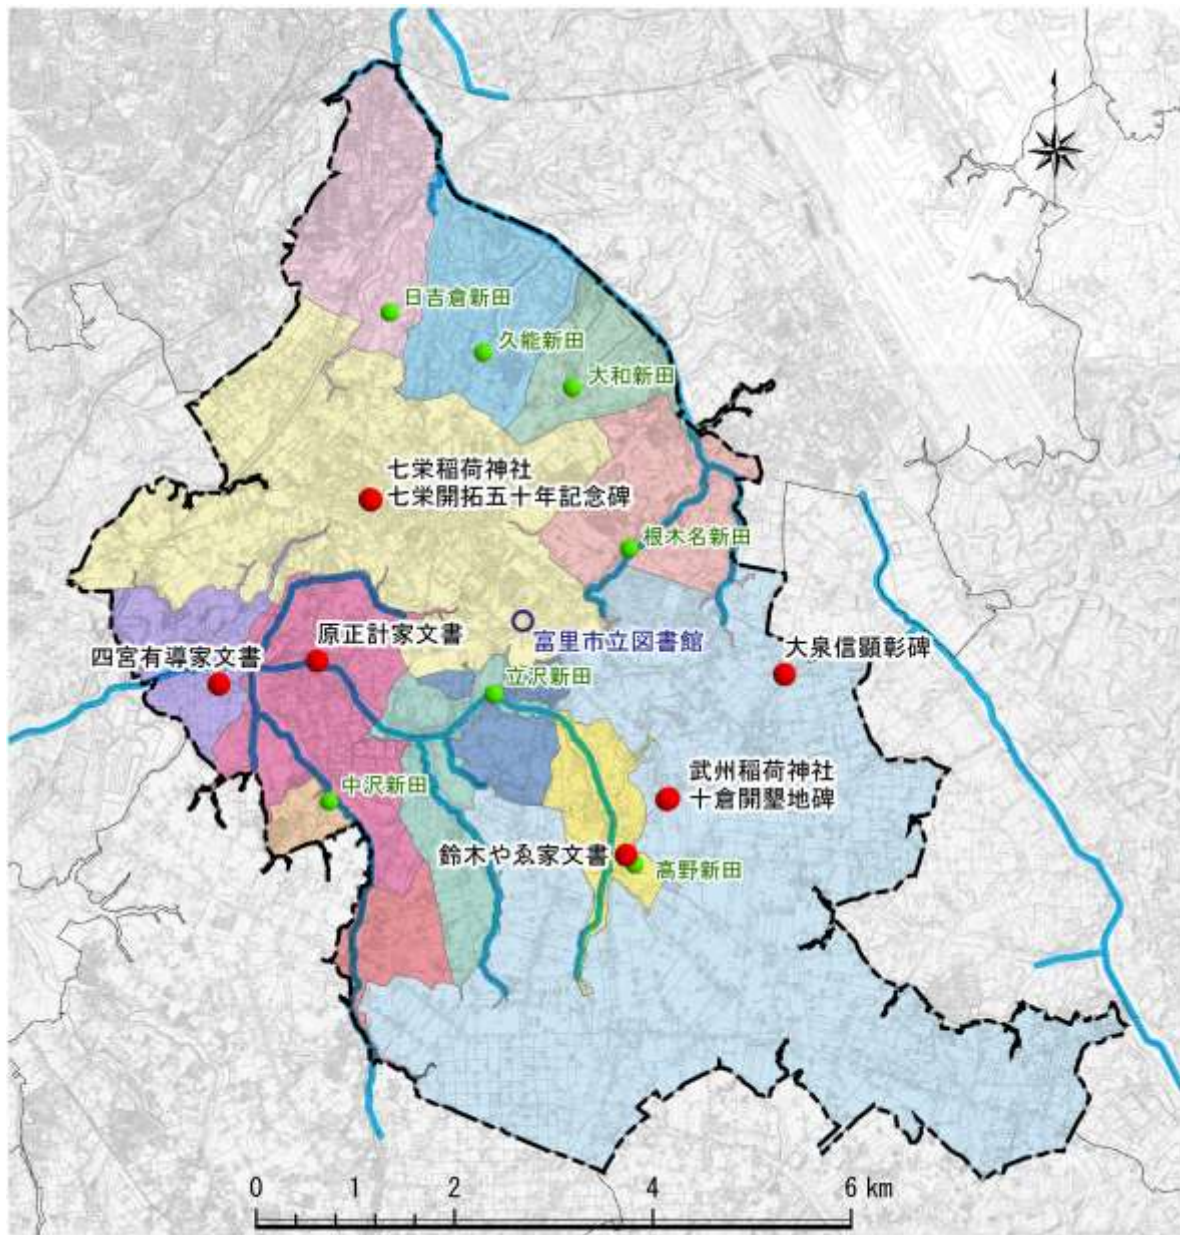 日吉倉新田
久能新田
大和新田
七栄稲荷神社
七栄開拓五十年記念碑
根木名新田
原正計家文書
富里市立図書館
大泉信顕彰碑
四宮有導家文書
立沢新田
武州稲荷神社
十倉開墾地碑
中沢新田
鈴木やゑ家文書
高野新田
0 1 2 4 6 km